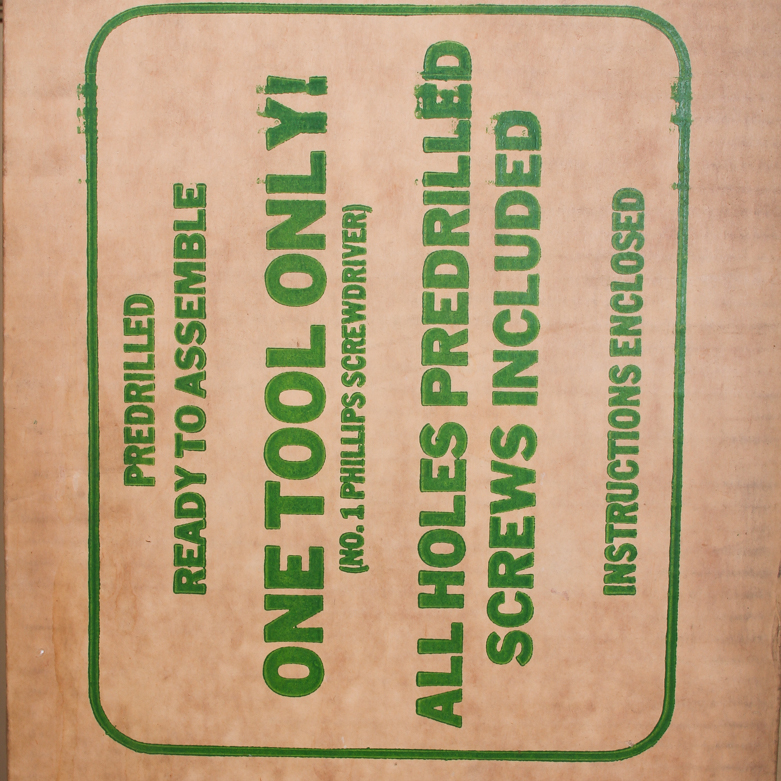 PREDRILLED
READY TO ASSEMBLE
ONE TOOL ONLY!
(NO. 1 PHILLIPS SCREWDRIVER)
ALL HOLES PREDRILLED
SCREWS INCLUDED
INSTRUCTIONS ENCLOSED